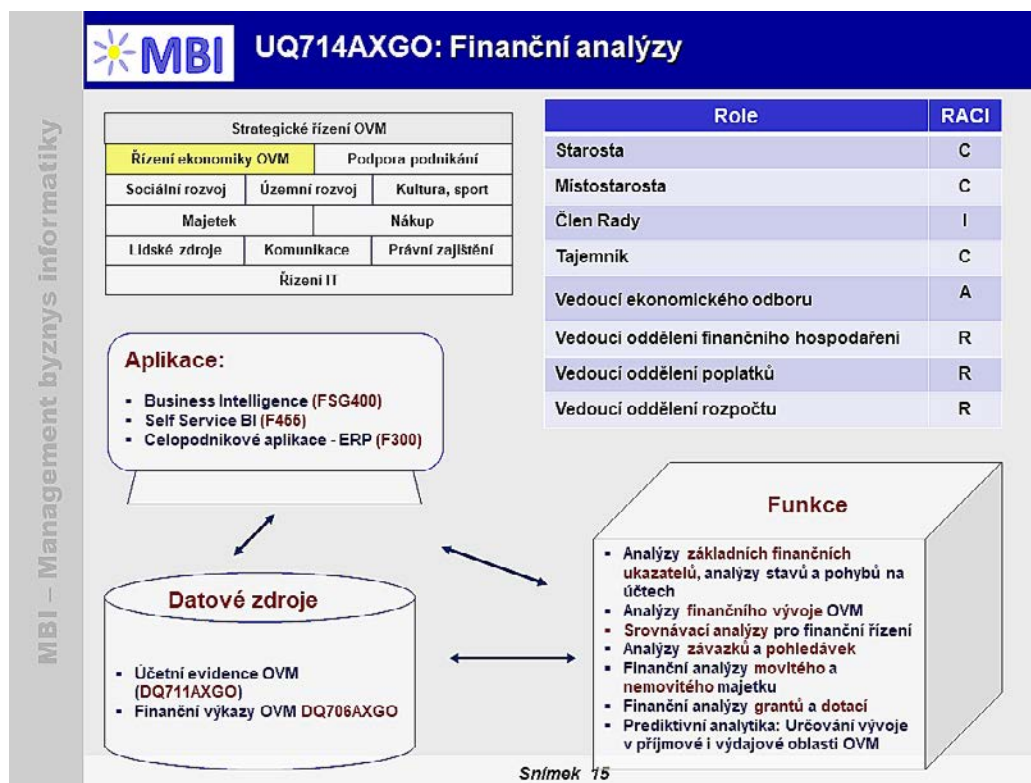 MBI
UQ714AXGO: Finanční analýzy
MBI – Management byznys informatiky
Strategické řízení OVM
Řízení ekonomiky OVM
Podpora podnikání
Sociální rozvoj
Územní rozvoj
Kultura, sport
Majetek
Nákup
Lidské zdroje
Komunikace
Právní zajištění
Řízení IT
Role RACI
Starosta C
Místostarosta C
Člen Rady I
Tajemník C
Vedoucí ekonomického odboru A
Vedoucí oddělení finančního hospodaření R
Vedoucí oddělení poplatků R
Vedoucí oddělení rozpočtu R
Aplikace:
▪ Business Intelligence (FSG400)
▪ Self Service BI (F455)
▪ Celopodnikové aplikace - ERP (F300)
Datové zdroje
▪ Účetní evidence OVM
(DQ711AXGO)
▪ Finanční výkazy OVM DQ706AXGO
Funkce
▪ Analýzy základních finančních
ukazatelů, analýzy stavů a pohybů na
účtech
▪ Analýzy finančního vývoje OVM
▪ Srovnávací analýzy pro finanční řízení
▪ Analýzy závazků a pohledávek
▪ Finanční analýzy movitého a
nemovitého majetku
▪ Finanční analýzy grantů a dotací
▪ Prediktivní analytika: Určování vývoje
v příjmové i výdajové oblasti OVM
Snímek 15